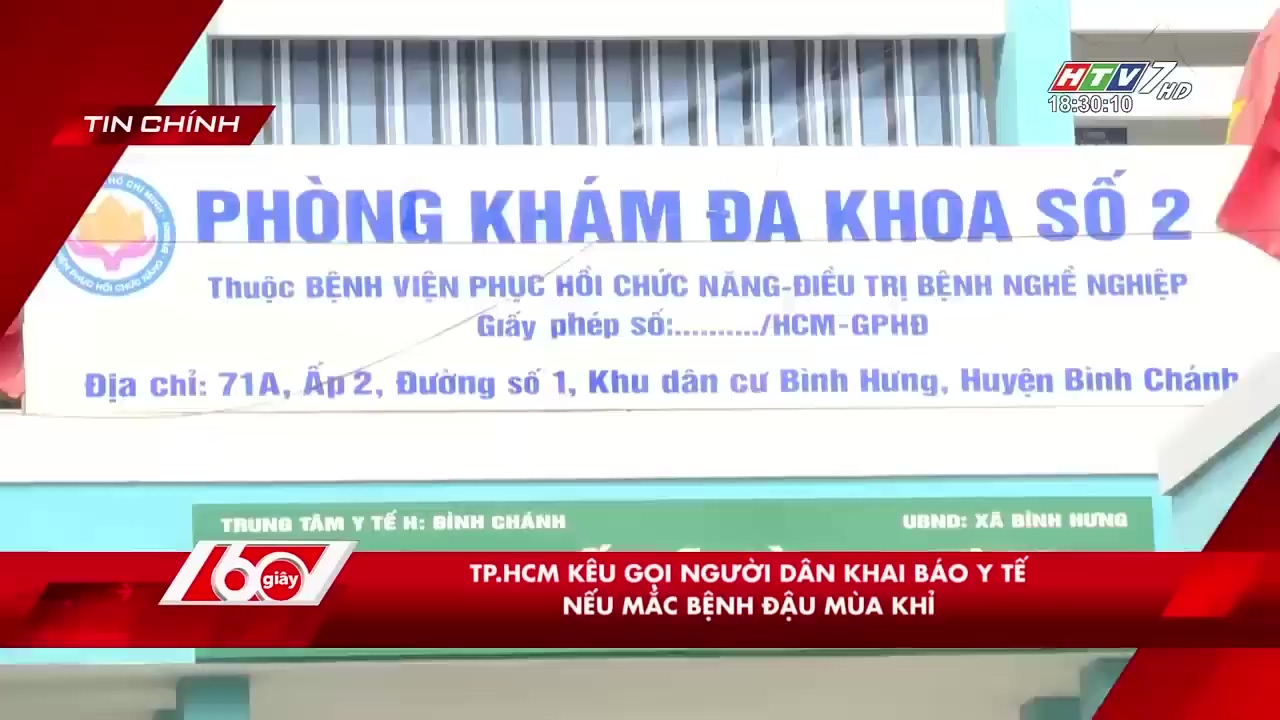 HTV7 HD
18:30:10
TIN CHÍNH
PHÒNG KHÁM ĐA KHOA SỐ 2
Thuộc BỆNH VIỆN PHỤC HỒI CHỨC NĂNG-ĐIỀU TRỊ BỆNH NGHỀ NGHIỆP
Giấy phép số:........../HCM-GPHĐ
Địa chỉ: 71A, Ấp 2, Đường số 1, Khu dân cư Bình Hưng, Huyện Bình Chánh
TRUNG TÂM Y TẾ H: BÌNH CHÁNH
UBND: XÃ BÌNH HƯNG
60 giây
TP.HCM KÊU GỌI NGƯỜI DÂN KHAI BÁO Y TẾ
NẾU MẮC BỆNH ĐẬU MÙA KHỈ